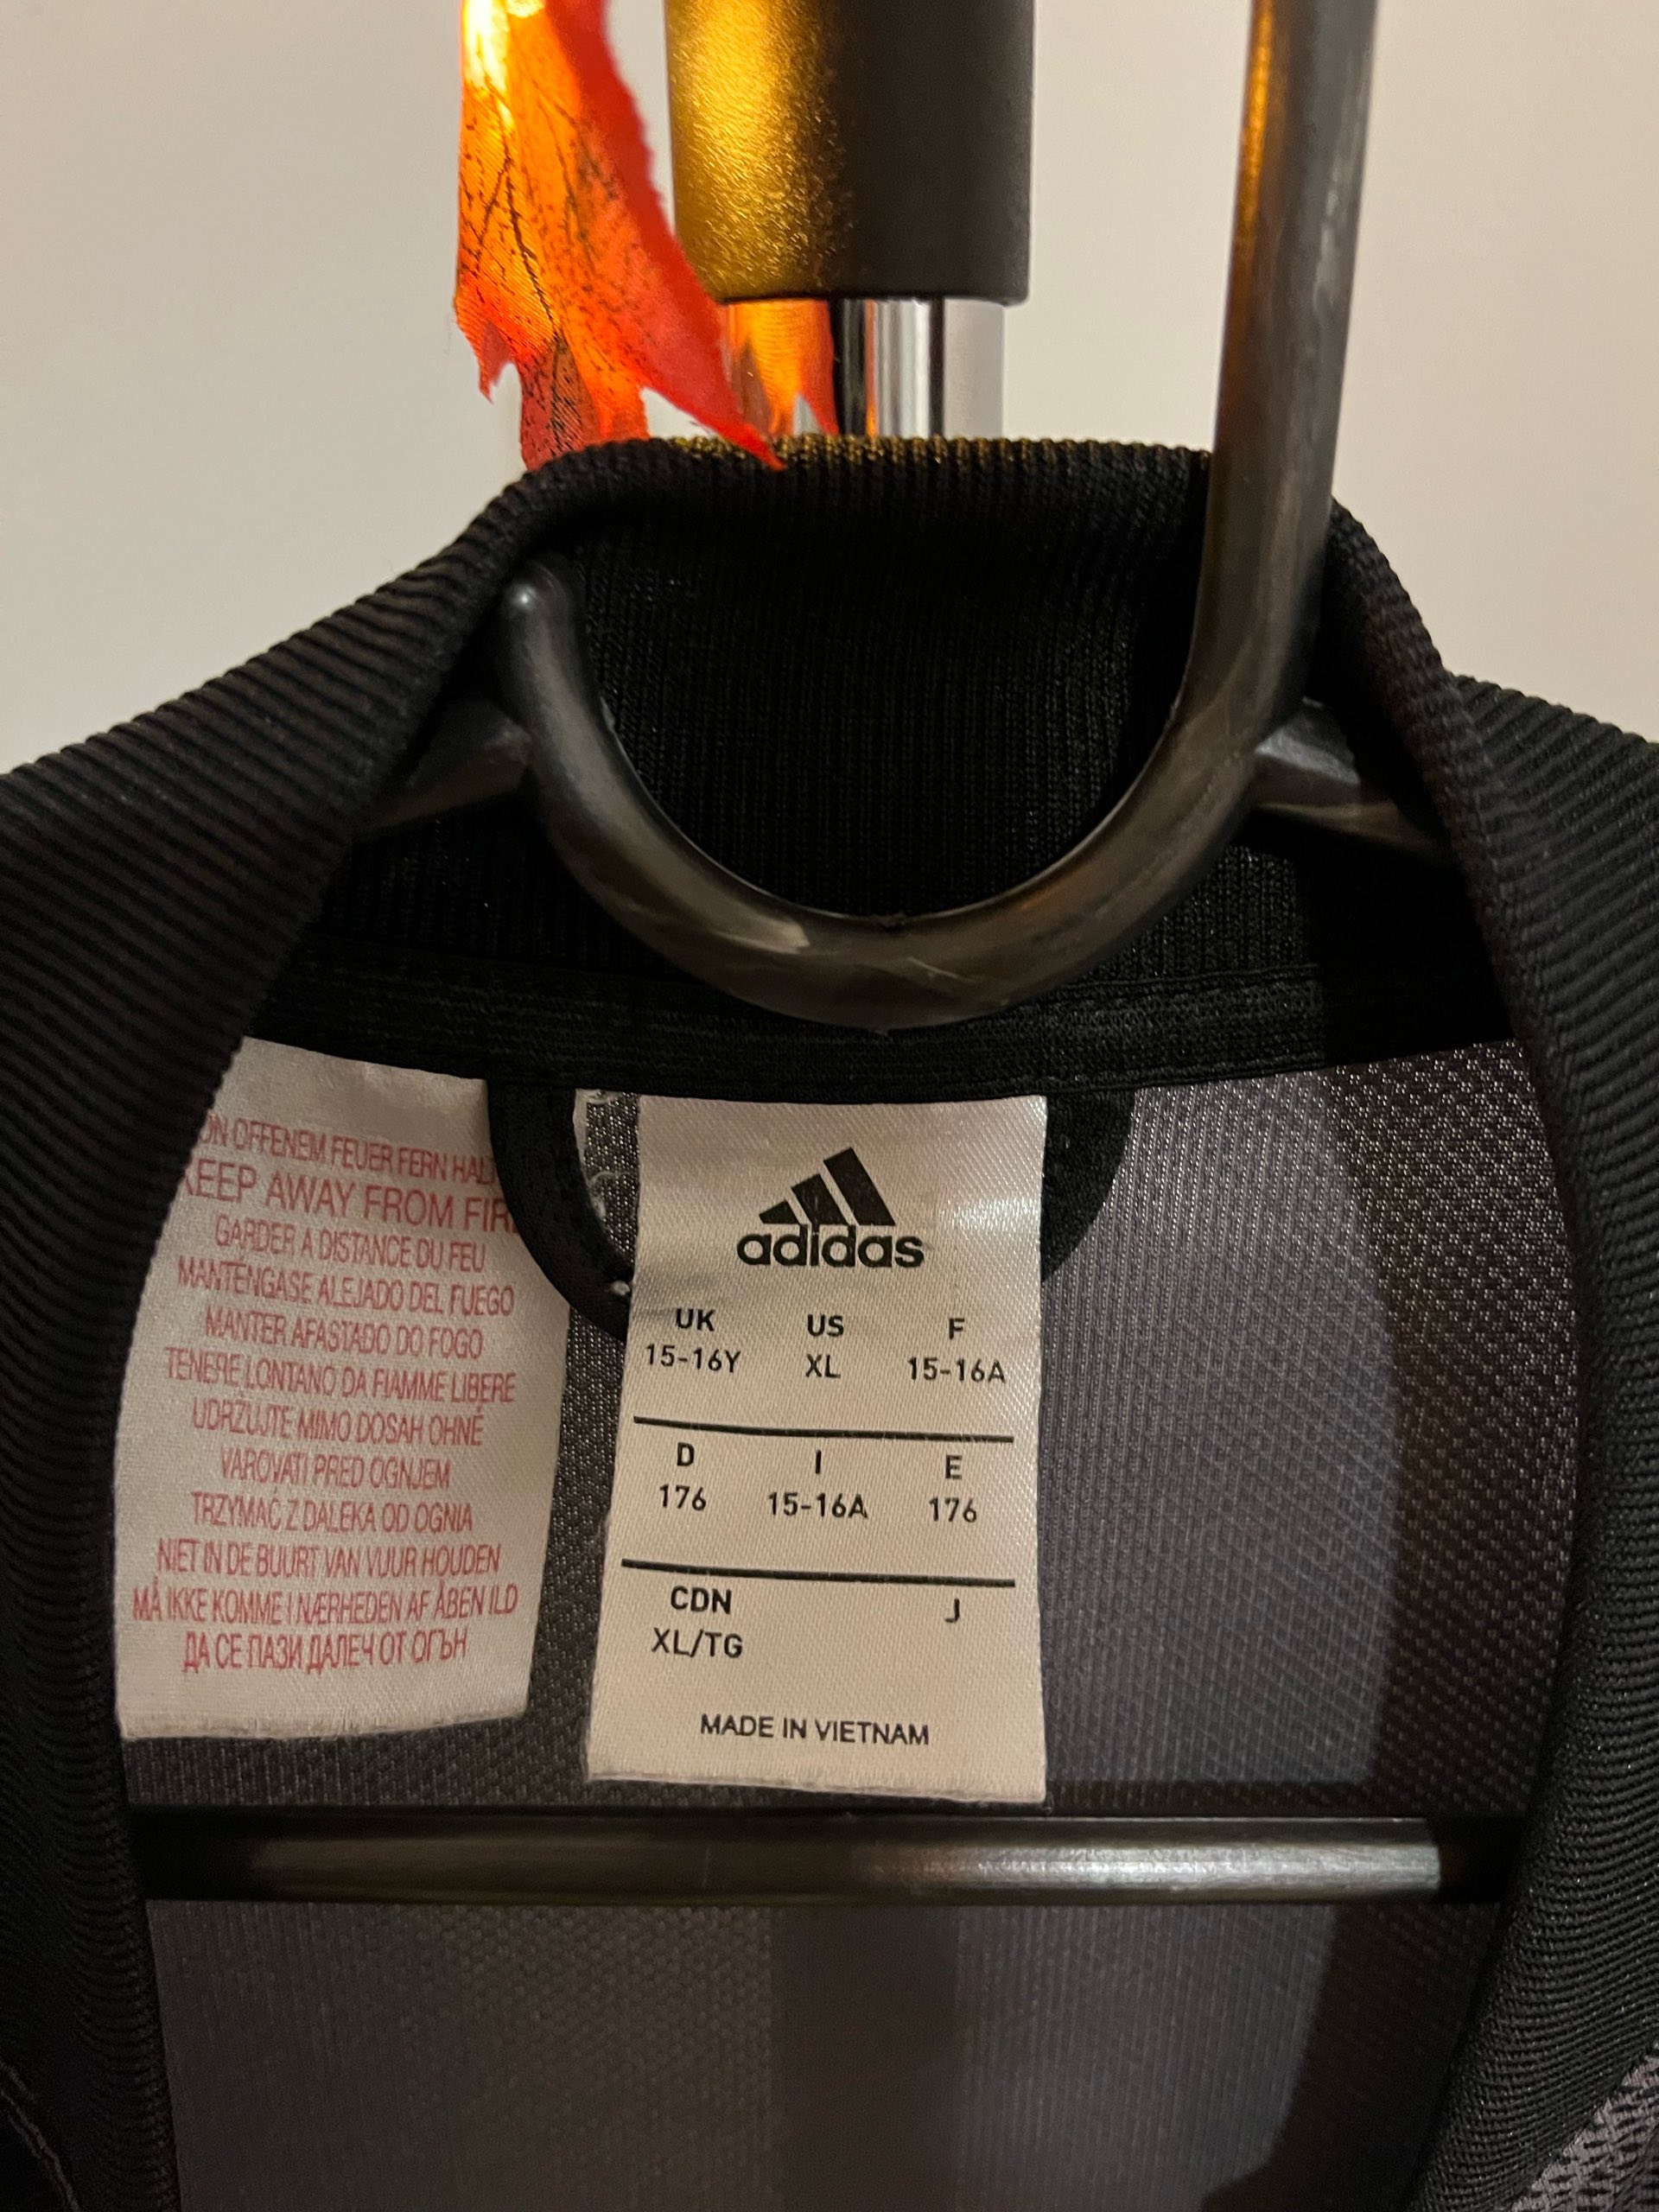 ON OFFENEM FEUER FERN HAL
KEEP AWAY FROM FIR
GARDER A DISTANCE DU FEU
MANTÉNGASE ALEJADO DEL FUEGO
MANTER AFASTADO DO FOGO
TENERE LONTANO DA FIAMME LIBERE
UDRŽUJTE MIMO DOSAH OHNĚ
VAROVATI PRED OGNJEM
TRZYMAĆ Z DALEKA OD OGNIA
NIET IN DE BUURT VAN VUUR HOUDEN
MÅ IKKE KOMME I NÆRHEDEN AF ÅBEN ILD
ДА СЕ ПАЗИ ДАЛЕЧ ОТ ОГЪН
adidas
UK US F
15-16Y XL 15-16A
D I E
176 15-16A 176
CDN J
XL/TG
MADE IN VIETNAM